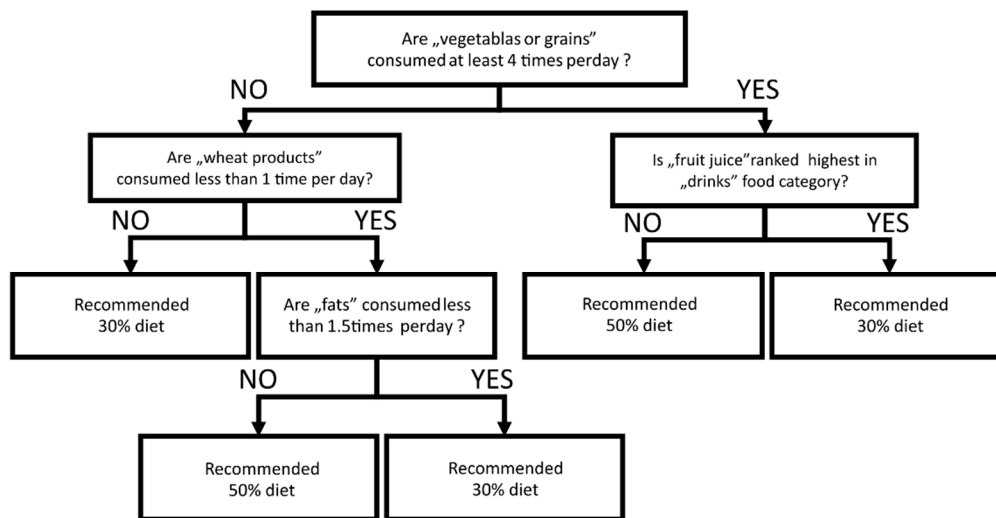 Are „vegetablas or grains”
consumed at least 4 times perday ?
NO
YES
Are „wheat products”
consumed less than 1 time per day?
Is „fruit juice”ranked highest in
„drinks” food category?
NO
YES
NO
YES
Recommended
30% diet
Are „fats” consumed less
than 1.5times perday ?
Recommended
50% diet
Recommended
30% diet
NO
YES
Recommended
50% diet
Recommended
30% diet